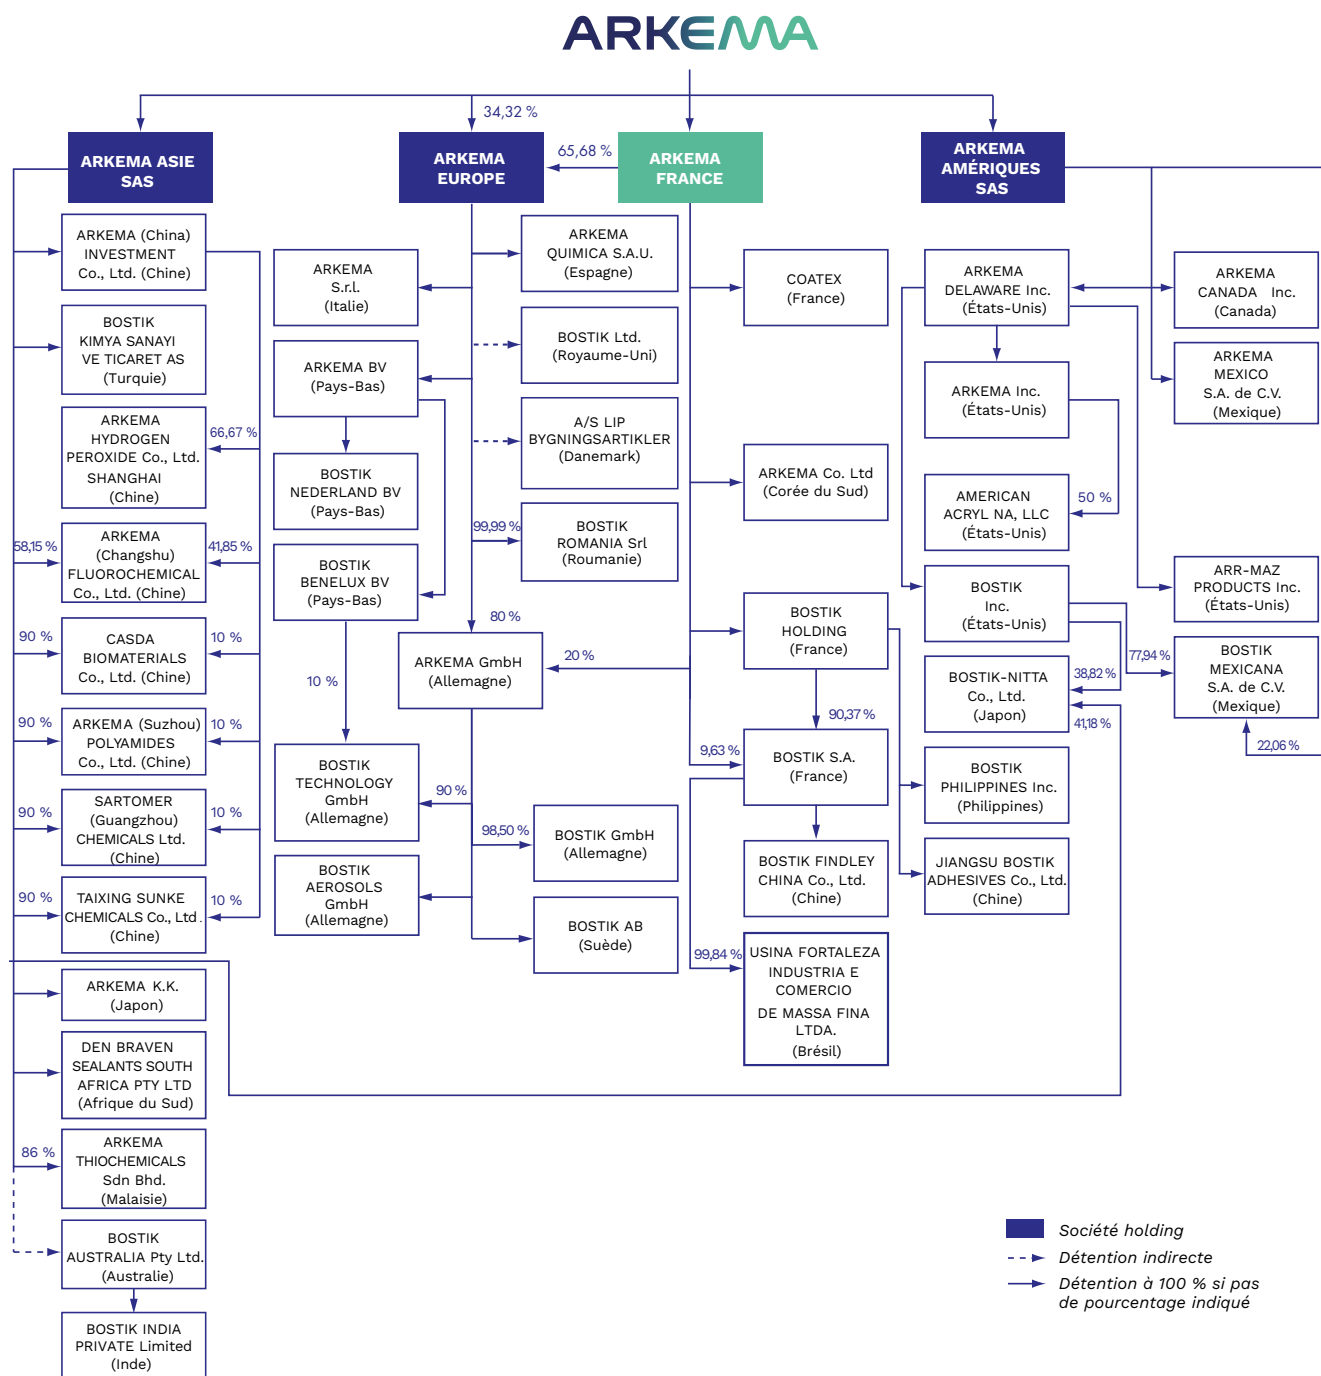 ARKEMA
34,32 %
65,68 %
ARKEMA ASIE
SAS
ARKEMA
EUROPE
ARKEMA
FRANCE
ARKEMA
AMÉRIQUES
SAS
ARKEMA (China)
INVESTMENT
Co., Ltd. (Chine)
BOSTIK
KIMYA SANAYI
VE TICARET AS
(Turquie)
66,67 %
ARKEMA
HYDROGEN
PEROXIDE Co., Ltd.
SHANGHAI
(Chine)
58,15 %
41,85 %
ARKEMA
(Changshu)
FLUOROCHEMICAL
Co., Ltd. (Chine)
90 %
10 %
CASDA
BIOMATERIALS
Co., Ltd. (Chine)
90 %
10 %
ARKEMA (Suzhou)
POLYAMIDES
Co., Ltd. (Chine)
90 %
10 %
SARTOMER
(Guangzhou)
CHEMICALS Ltd.
(Chine)
90 %
10 %
TAIXING SUNKE
CHEMICALS Co., Ltd.
(Chine)
ARKEMA K.K.
(Japon)
DEN BRAVEN
SEALANTS SOUTH
AFRICA PTY LTD
(Afrique du Sud)
86 %
ARKEMA
THIOCHEMICALS
Sdn Bhd.
(Malaisie)
BOSTIK
AUSTRALIA Pty Ltd.
(Australie)
BOSTIK INDIA
PRIVATE Limited
(Inde)
ARKEMA
S.r.l.
(Italie)
ARKEMA BV
(Pays-Bas)
BOSTIK
NEDERLAND BV
(Pays-Bas)
BOSTIK
BENELUX BV
(Pays-Bas)
10 %
BOSTIK
TECHNOLOGY
GmbH
(Allemagne)
90 %
BOSTIK
AEROSOLS
GmbH
(Allemagne)
ARKEMA
QUIMICA S.A.U.
(Espagne)
BOSTIK Ltd.
(Royaume-Uni)
A/S LIP
BYGNINGSARTIKLER
(Danemark)
99,99 %
BOSTIK
ROMANIA Srl
(Roumanie)
80 %
20 %
ARKEMA GmbH
(Allemagne)
98,50 %
BOSTIK GmbH
(Allemagne)
BOSTIK AB
(Suède)
COATEX
(France)
ARKEMA Co. Ltd
(Corée du Sud)
BOSTIK
HOLDING
(France)
90,37 %
9,63 %
BOSTIK S.A.
(France)
BOSTIK FINDLEY
CHINA Co., Ltd.
(Chine)
99,84 %
USINA FORTALEZA
INDUSTRIA E
COMERCIO
DE MASSA FINA
LTDA.
(Brésil)
ARKEMA
DELAWARE Inc.
(États-Unis)
ARKEMA Inc.
(États-Unis)
50 %
AMERICAN
ACRYL NA, LLC
(États-Unis)
BOSTIK
Inc.
(États-Unis)
38,82 %
41,18 %
BOSTIK-NITTA
Co., Ltd.
(Japon)
BOSTIK
PHILIPPINES Inc.
(Philippines)
JIANGSU BOSTIK
ADHESIVES Co., Ltd.
(Chine)
ARKEMA
CANADA Inc.
(Canada)
ARKEMA
MEXICO
S.A. de C.V.
(Mexique)
ARR-MAZ
PRODUCTS Inc.
(États-Unis)
77,94 %
BOSTIK
MEXICANA
S.A. de C.V.
(Mexique)
22,06 %
Société holding
Détention indirecte
Détention à 100 % si pas
de pourcentage indiqué